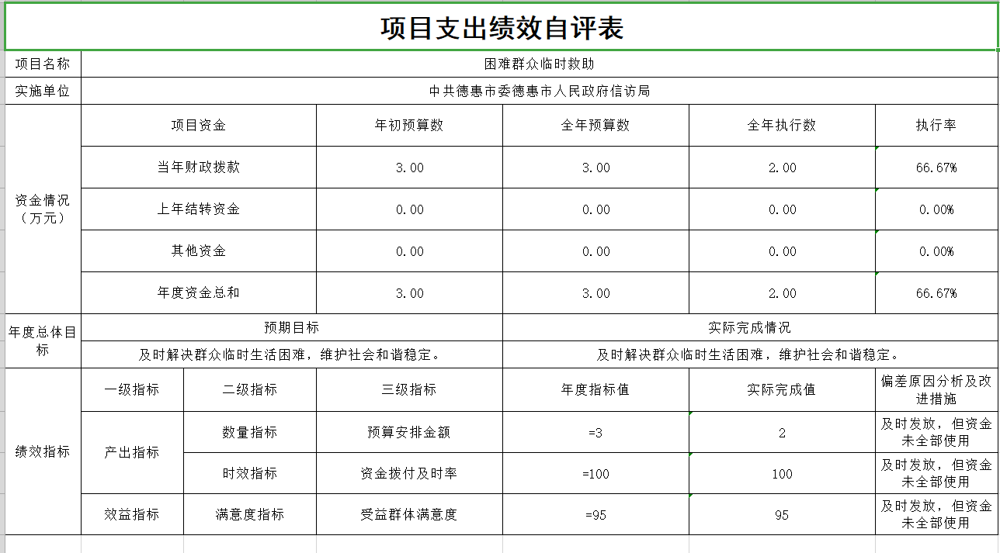 项目支出绩效自评表
项目名称 困难群众临时救助
实施单位 中共德惠市委德惠市人民政府信访局
资金情况
（万元）
项目资金 年初预算数 全年预算数 全年执行数 执行率
当年财政拨款 3.00 3.00 2.00 66.67%
上年结转资金 0.00 0.00 0.00 0.00%
其他资金 0.00 0.00 0.00 0.00%
年度资金总和 3.00 3.00 2.00 66.67%
年度总体目
标
预期目标 实际完成情况
及时解决群众临时生活困难，维护社会和谐稳定。 及时解决群众临时生活困难，维护社会和谐稳定。
绩效指标
一级指标 二级指标 三级指标 年度指标值 实际完成值 偏差原因分析及改
进措施
产出指标
数量指标 预算安排金额 =3 2 及时发放，但资金
未全部使用
时效指标 资金拨付及时率 =100 100 及时发放，但资金
未全部使用
效益指标 满意度指标 受益群体满意度 =95 95 及时发放，但资金
未全部使用